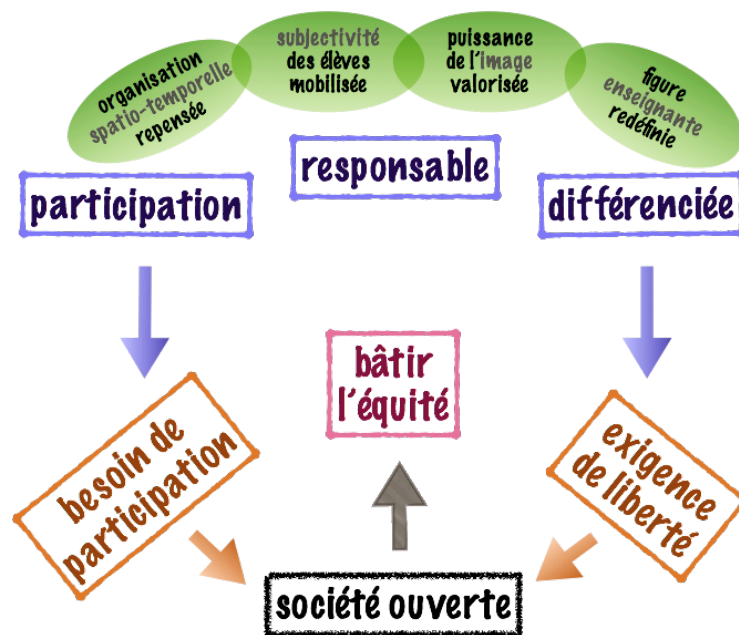 organisation
spatio-temporelle
repensée
subjectivité
des élèves
mobilisée
puissance
de l'image
valorisée
figure
enseignante
redéfinie
participation
responsable
différenciée
bâtir
l'équité
besoin de
participation
exigence
de liberté
société ouverte